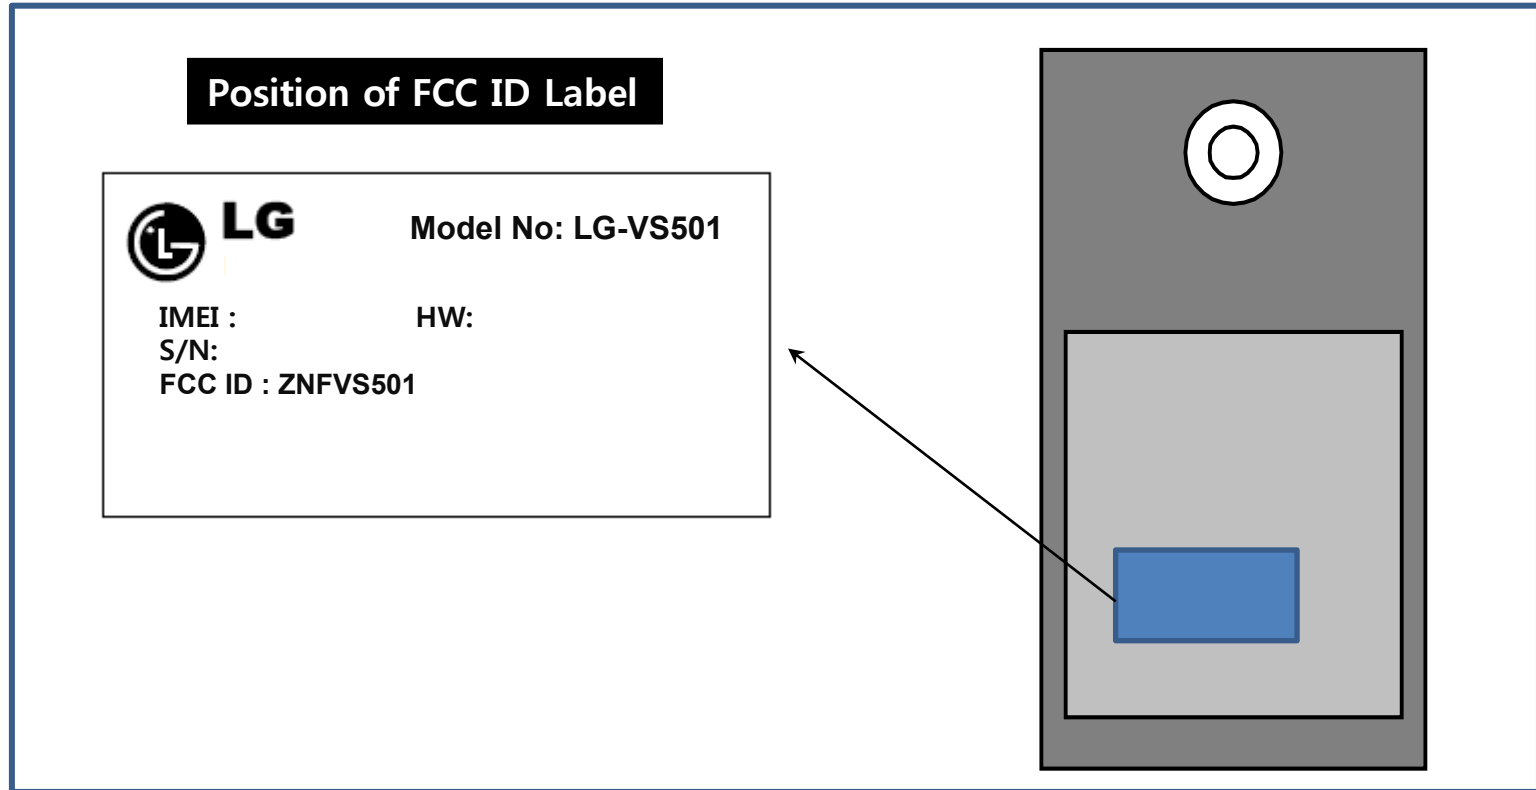 Position of FCC ID Label
LG
Model No: LG-VS501
IMEI : HW:
S/N:
FCC ID : ZNFVS501